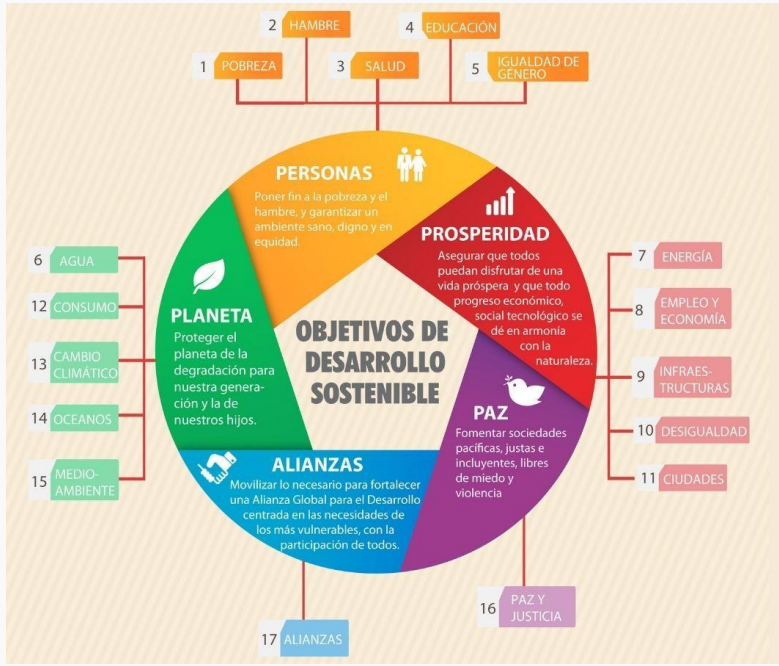 2 HAMBRE
4 EDUCACIÓN
1 POBREZA
3 SALUD
5 IGUALDAD DE
GÉNERO
PERSONAS
Poner fin a la pobreza y el
hambre, y garantizar un
ambiente sano, digno y en
equidad.
PROSPERIDAD
Asegurar que todos
puedan disfrutar de una
vida próspera y que todo
progreso económico,
social tecnológico se
dé en armonía
con la
naturaleza.
6 AGUA
12 CONSUMO
13 CAMBIO
CLIMÁTICO
14 OCEANOS
15 MEDIO-
AMBIENTE
PLANETA
Proteger el
planeta de la
degradación para
nuestra genera-
ción y la de
nuestros hijos.
OBJETIVOS DE
DESARROLLO
SOSTENIBLE
7 ENERGÍA
8 EMPLEO Y
ECONOMÍA
9 INFRAES-
TRUCTURAS
10 DESIGUALDAD
11 CIUDADES
PAZ
Fomentar sociedades
pacíficas, justas e
incluyentes, libres
de miedo y
violencia
ALIANZAS
Movilizar lo necesario para fortalecer
una Alianza Global para el Desarrollo
centrada en las necesidades de
los más vulnerables, con la
participación de todos.
16 PAZ Y
JUSTICIA
17 ALIANZAS